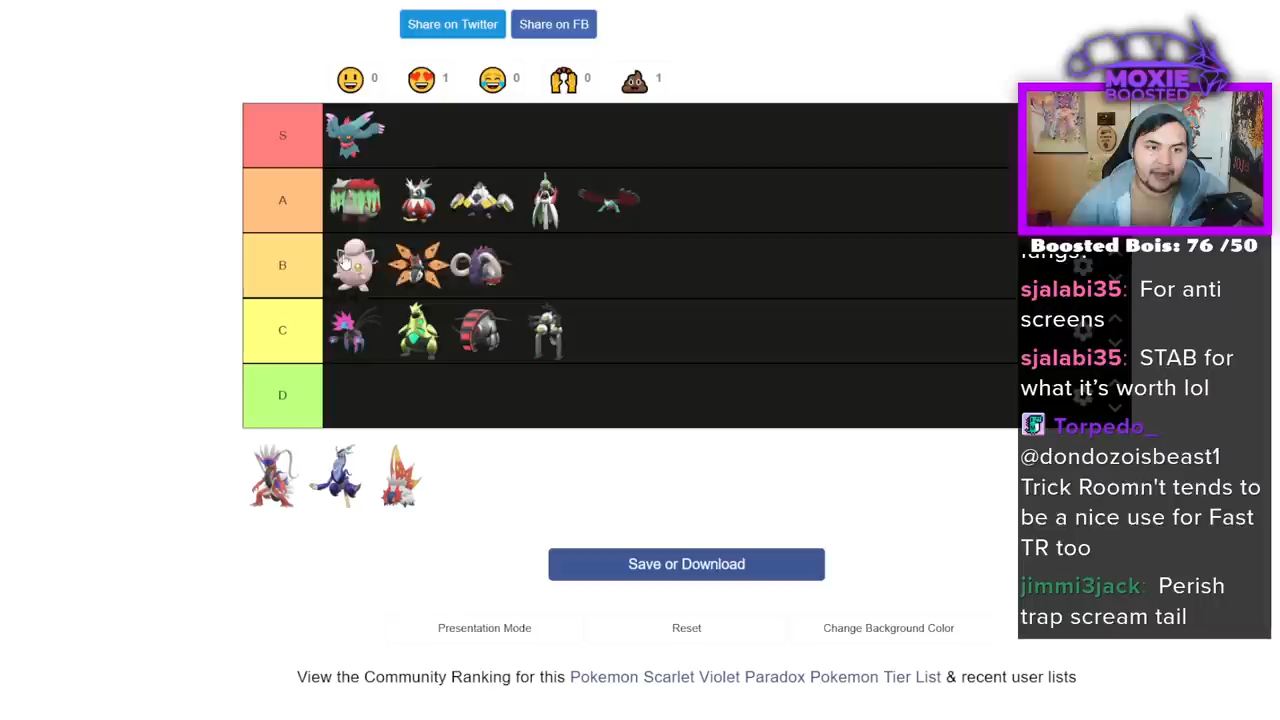 Share on Twitter
Share on FB
0
1
0
0
1
MOXIE
BOOSTED
S
A
B
C
D
Boosted Bois: 76 /50
fangs?
sjalabi35: For anti
screens
sjalabi35: STAB for
what it's worth lol
Torpedo_
@dondozoisbeast1
Trick Roomn't tends to
be a nice use for Fast
TR too
jimmi3jack: Perish
trap scream tail
Save or Download
Presentation Mode
Reset
Change Background Color
View the Community Ranking for this Pokemon Scarlet Violet Paradox Pokemon Tier List & recent user lists